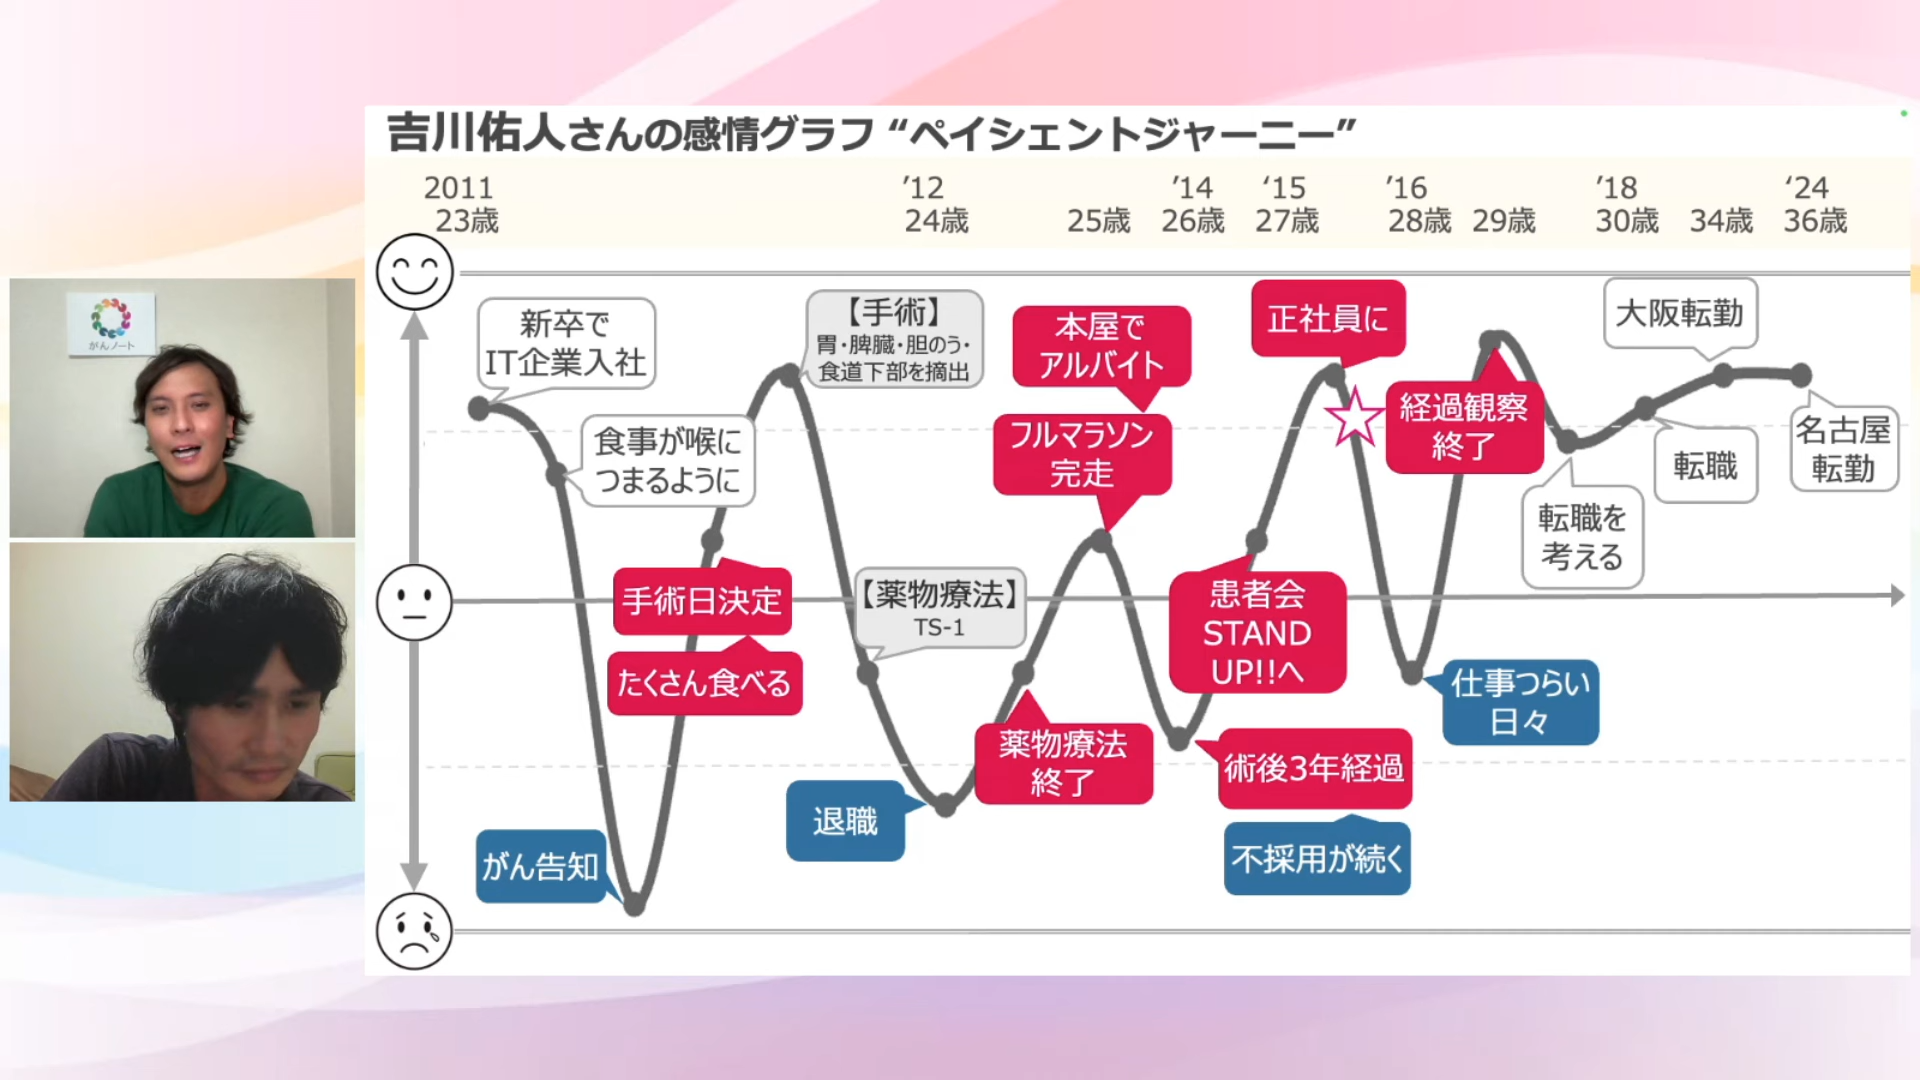 吉川佑人さんの感情グラフ “ペイシェントジャーニー”
2011 ’12 ’14 ‘15 ’16 ’18 ‘24
23歳 24歳 25歳 26歳 27歳 28歳 29歳 30歳 34歳 36歳
新卒で
IT企業入社
食事が喉に
つまるように
がん告知
手術日決定
たくさん食べる
【手術】
胃・脾臓・胆のう・
食道下部を摘出
【薬物療法】
TS-1
退職
薬物療法
終了
本屋で
アルバイト
フルマラソン
完走
術後3年経過
不採用が続く
患者会
STAND
UP!!へ
正社員に
仕事つらい
日々
経過観察
終了
転職を
考える
転職
大阪転勤
名古屋
転勤
がんノート